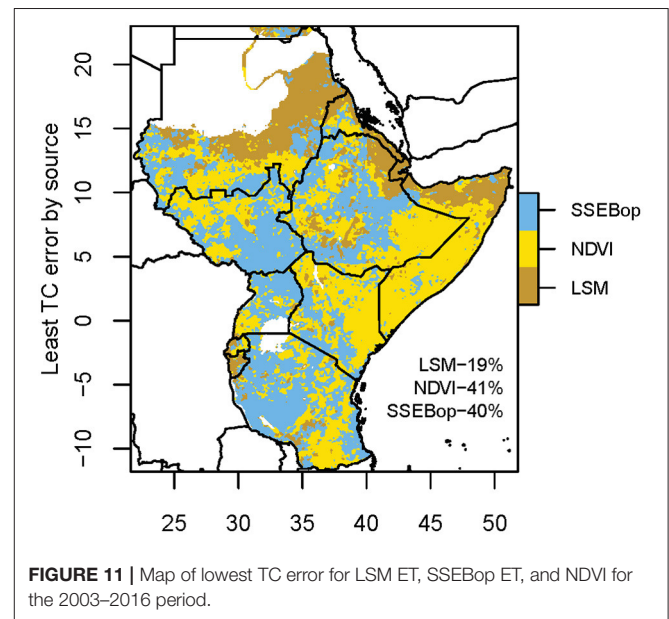 Least TC error by source
20
15
10
5
0
−5
−10
25 30 35 40 45 50
SSEBop
NDVI
LSM
LSM−19%
NDVI−41%
SSEBop−40%
FIGURE 11 | Map of lowest TC error for LSM ET, SSEBop ET, and NDVI for
the 2003–2016 period.